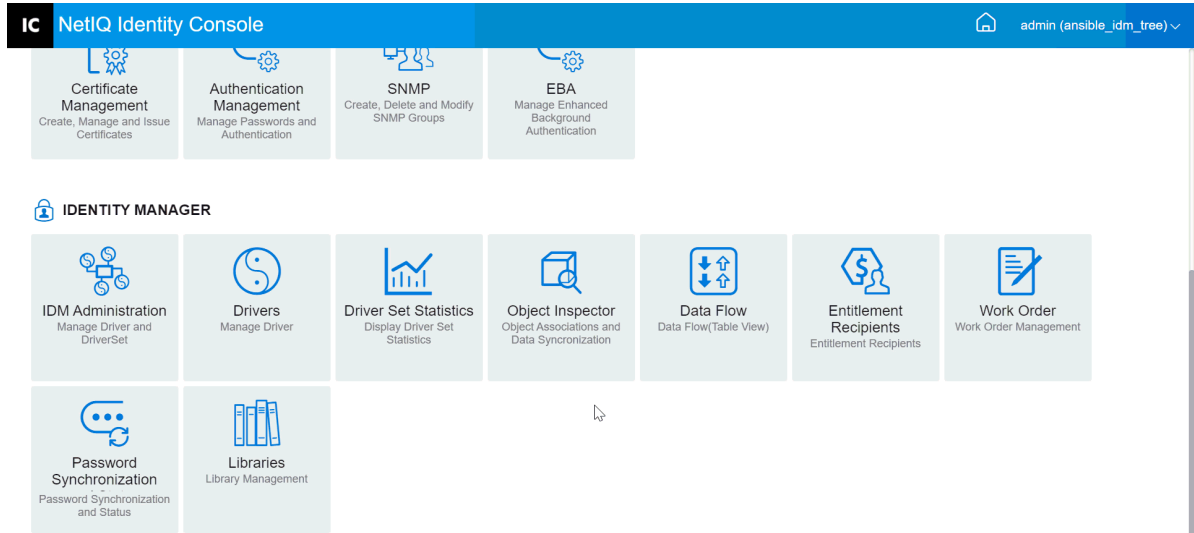 IC NetIQ Identity Console admin (ansible_idm_tree)
Certificate Management
Create, Manage and Issue Certificates
Authentication Management
Manage Passwords and Authentication
SNMP
Create, Delete and Modify SNMP Groups
EBA
Manage Enhanced Background Authentication
IDENTITY MANAGER
IDM Administration
Manage Driver and DriverSet
Drivers
Manage Driver
Driver Set Statistics
Display Driver Set Statistics
Object Inspector
Object Associations and Data Syncronization
Data Flow
Data Flow(Table View)
Entitlement Recipients
Entitlement Recipients
Work Order
Work Order Management
Password Synchronization
Password Synchronization and Status
Libraries
Library Management